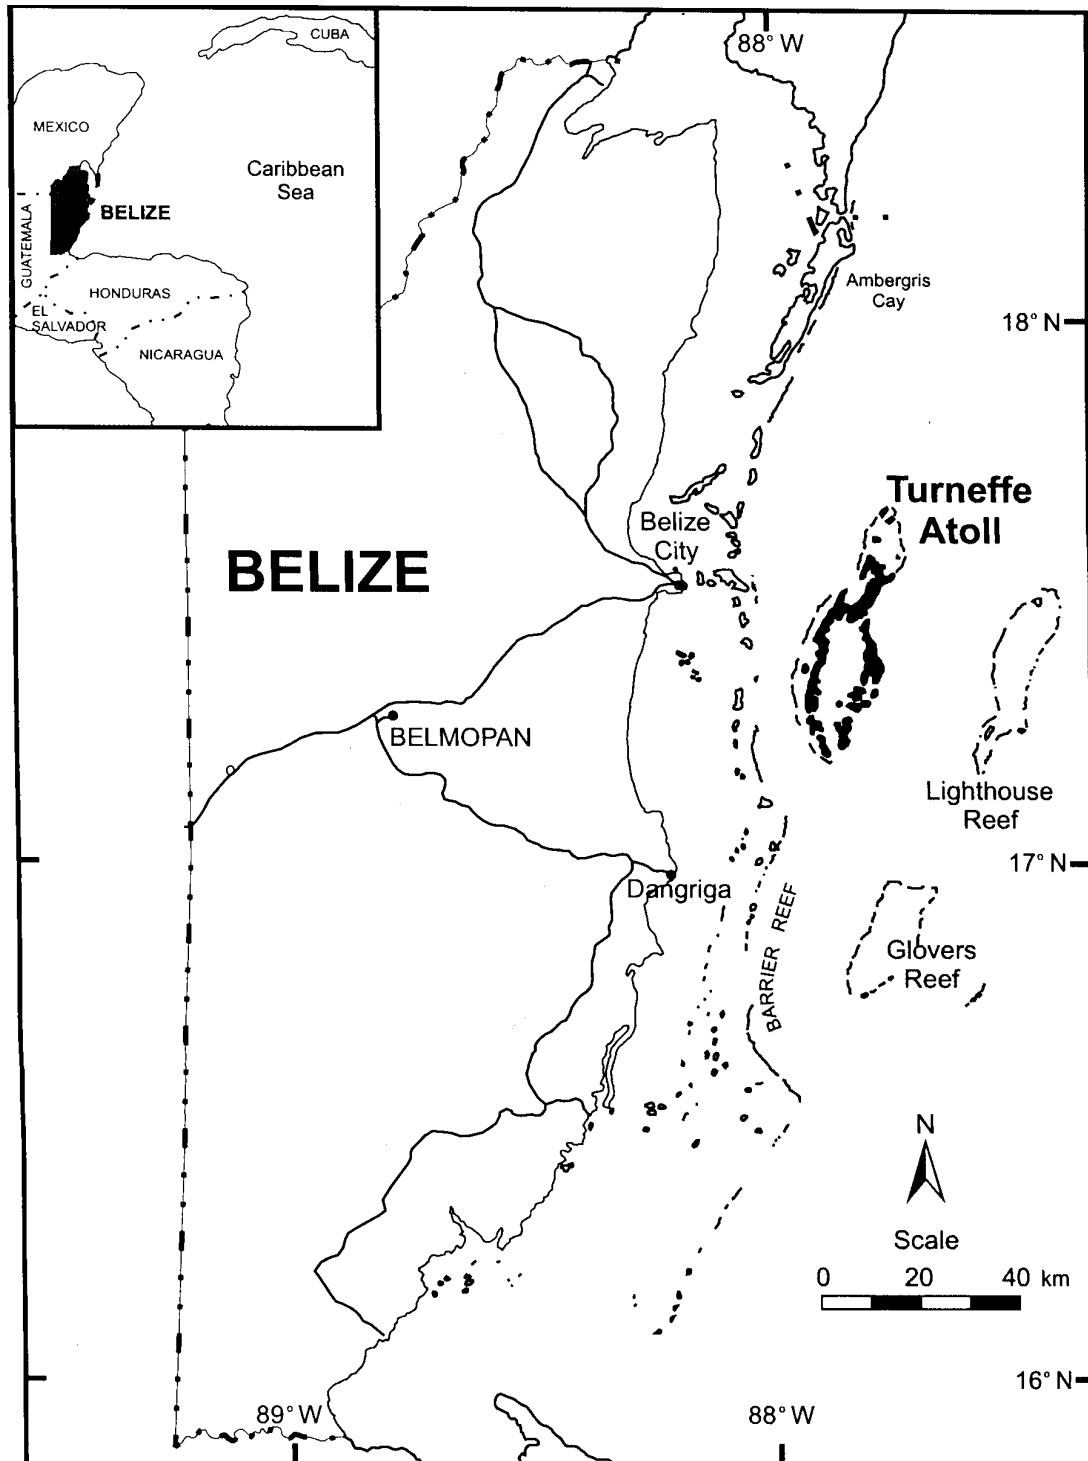 CUBA
MEXICO
Caribbean
Sea
BELIZE
GUATEMALA
HONDURAS
EL
SALVADOR
NICARAGUA
88° W
Ambergris
Cay
18° N
Turneffe
Atoll
Belize
City
BELIZE
BELMOPAN
Lighthouse
Reef
17° N
Dangriga
BARRIER REEF
Glovers
Reef
N
Scale
0 20 40 km
16° N
89° W
88° W